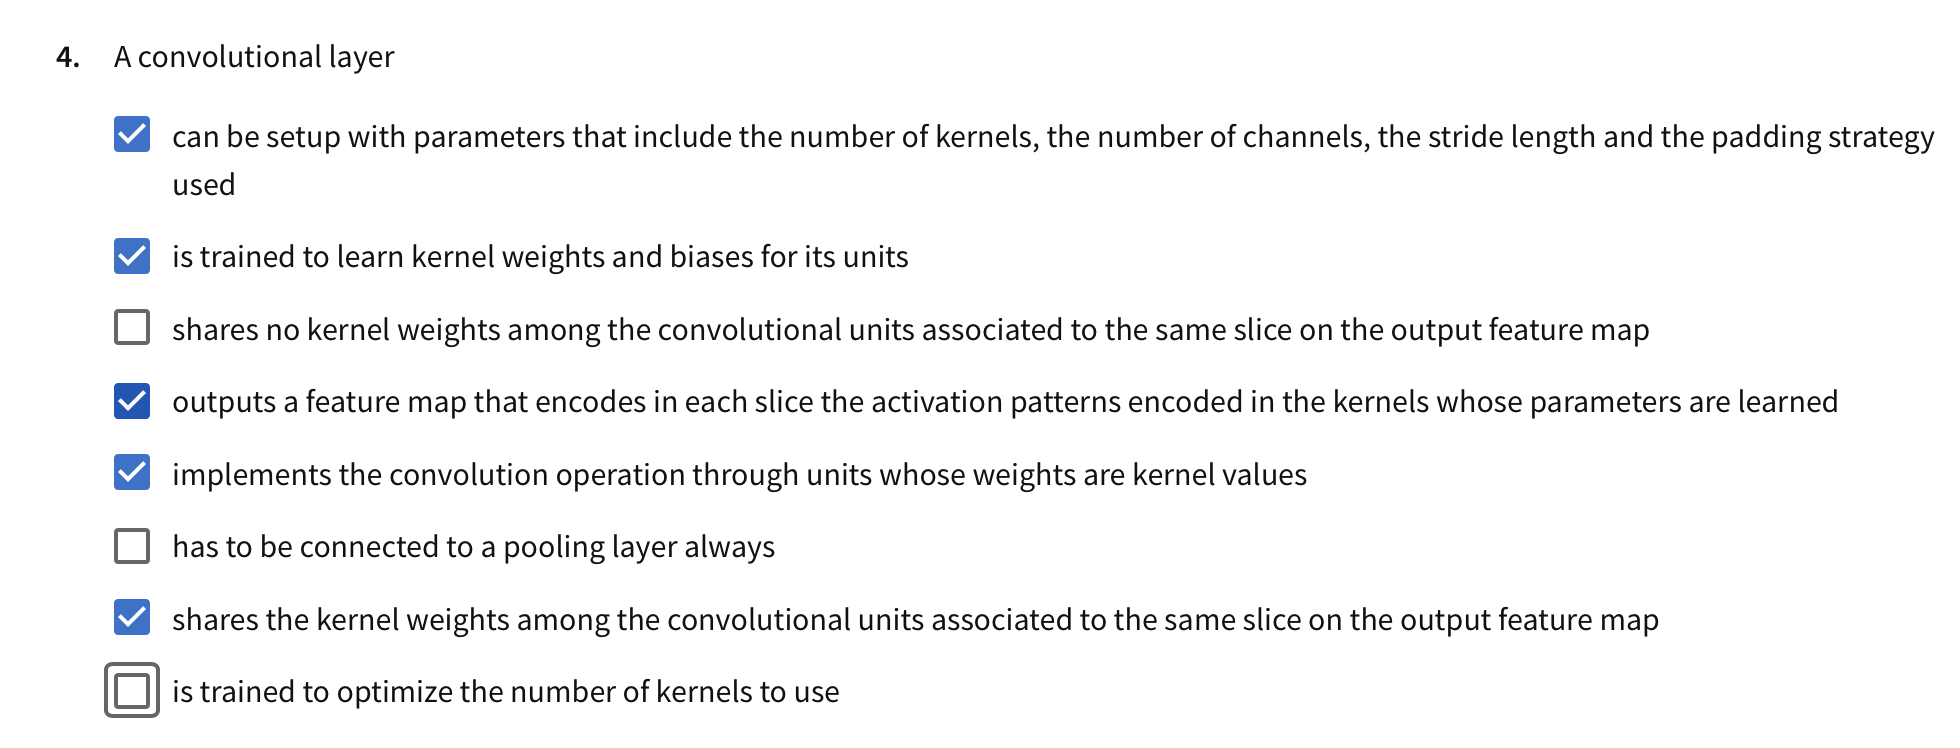 4. A convolutional layer
can be setup with parameters that include the number of kernels, the number of channels, the stride length and the padding strategy
used
is trained to learn kernel weights and biases for its units
shares no kernel weights among the convolutional units associated to the same slice on the output feature map
outputs a feature map that encodes in each slice the activation patterns encoded in the kernels whose parameters are learned
implements the convolution operation through units whose weights are kernel values
has to be connected to a pooling layer always
shares the kernel weights among the convolutional units associated to the same slice on the output feature map
is trained to optimize the number of kernels to use